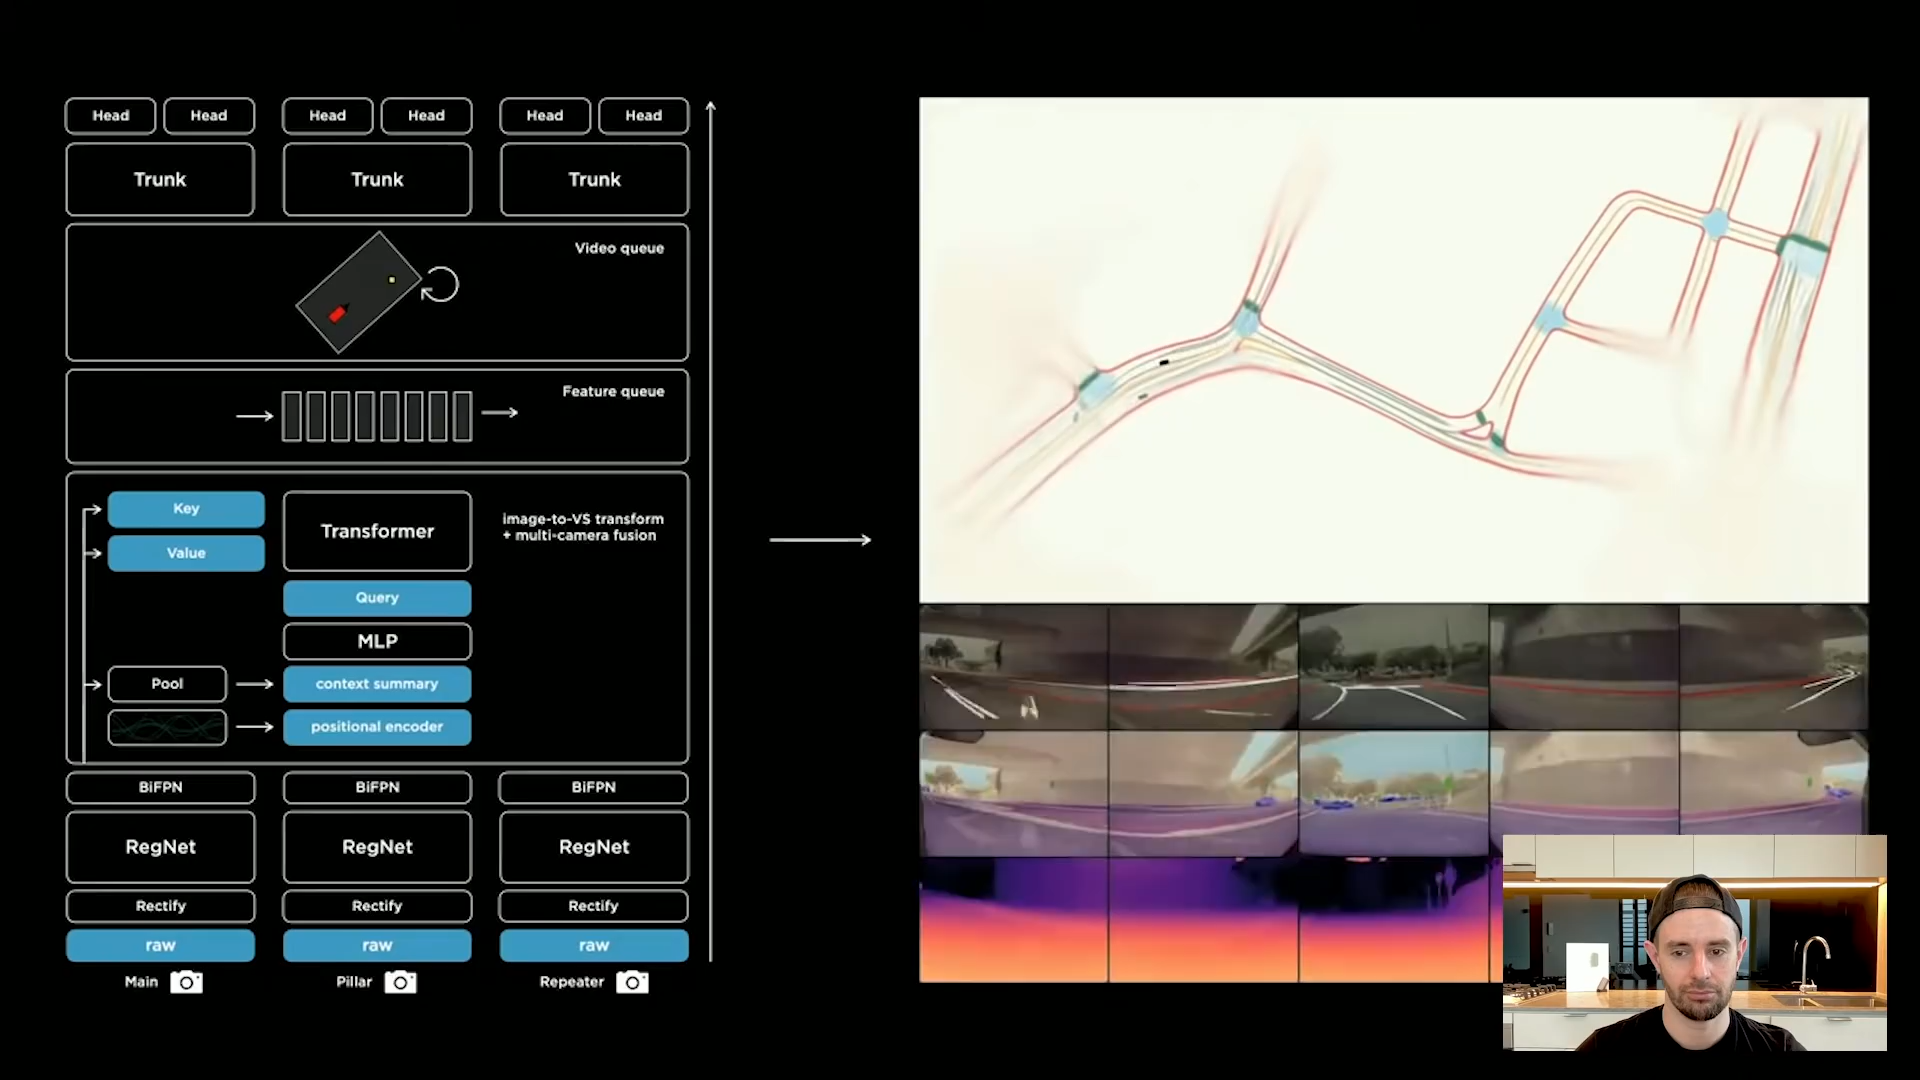 Head Head Head Head Head Head
Trunk Trunk Trunk
Video queue
Feature queue
Key
Value
Transformer
image-to-VS transform
+ multi-camera fusion
Query
MLP
Pool
context summary
positional encoder
BiFPN BiFPN BiFPN
RegNet RegNet RegNet
Rectify Rectify Rectify
raw raw raw
Main Pillar Repeater